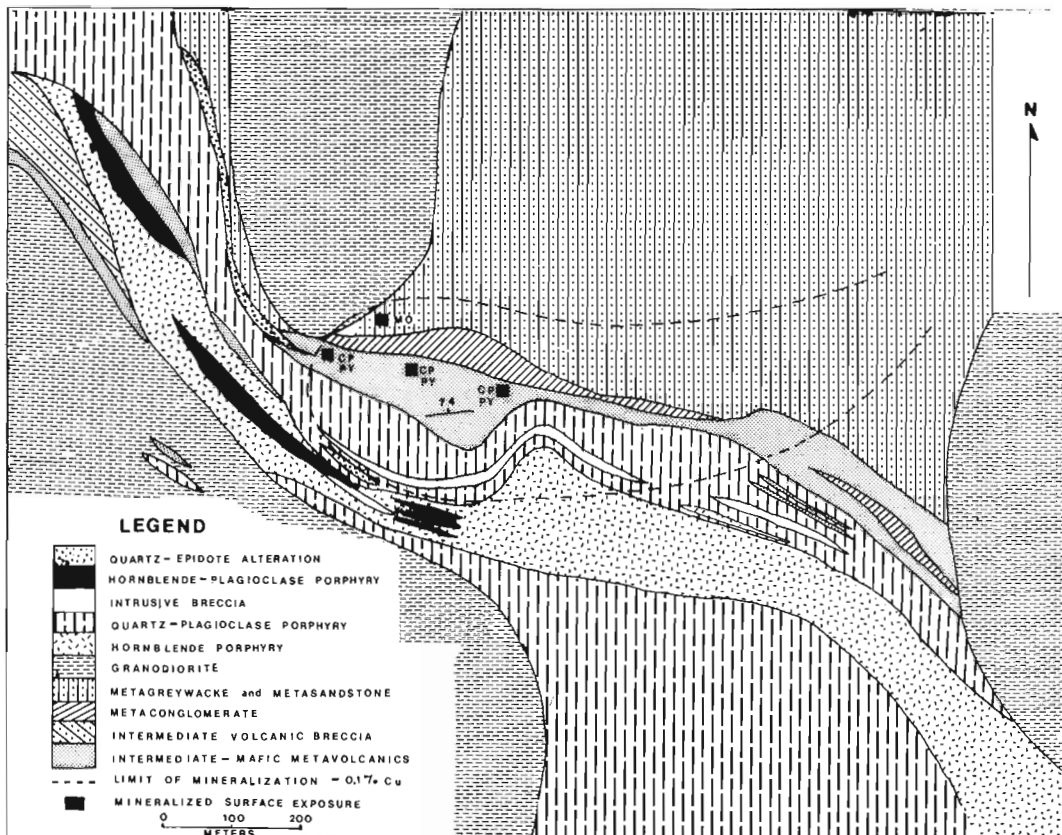 N
MO
CP
PY
CP
PY
CP
PY
74
LEGEND
QUARTZ-EPIDOTE ALTERATION
HORNBLENDE-PLAGIOCLASE PORPHYRY
INTRUSIVE BRECCIA
QUARTZ-PLAGIOCLASE PORPHYRY
HORNBLENDE PORPHYRY
GRANODIORITE
METAGREYWACKE and METASANDSTONE
METACONGLOMERATE
INTERMEDIATE VOLCANIC BRECCIA
INTERMEDIATE-MAFIC METAVOLCANICS
LIMIT OF MINERALIZATION - 0.1% Cu
MINERALIZED SURFACE EXPOSURE
0 100 200
METERS